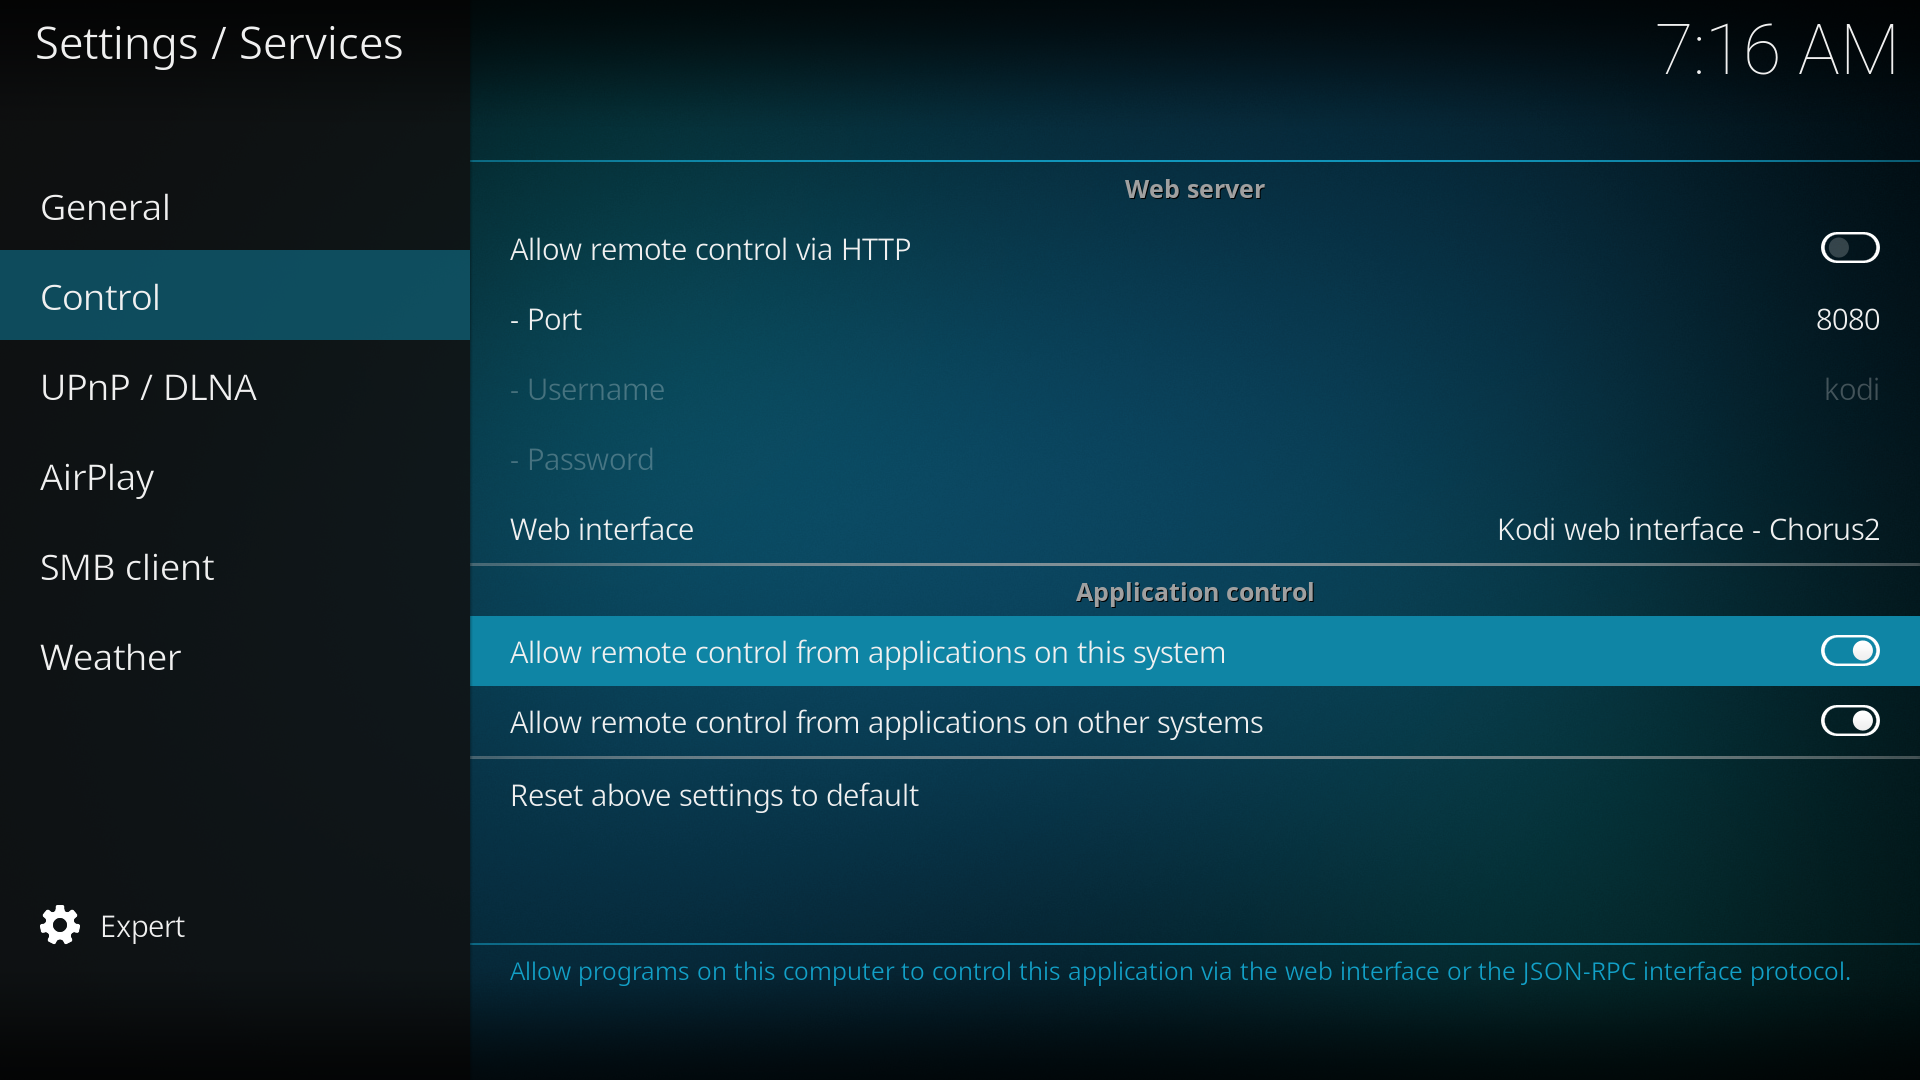 Settings / Services
7:16 AM
General
Control
UPnP / DLNA
AirPlay
SMB client
Weather
Expert
Web server
Allow remote control via HTTP
- Port 8080
- Username kodi
- Password
Web interface Kodi web interface - Chorus2
Application control
Allow remote control from applications on this system
Allow remote control from applications on other systems
Reset above settings to default
Allow programs on this computer to control this application via the web interface or the JSON-RPC interface protocol.